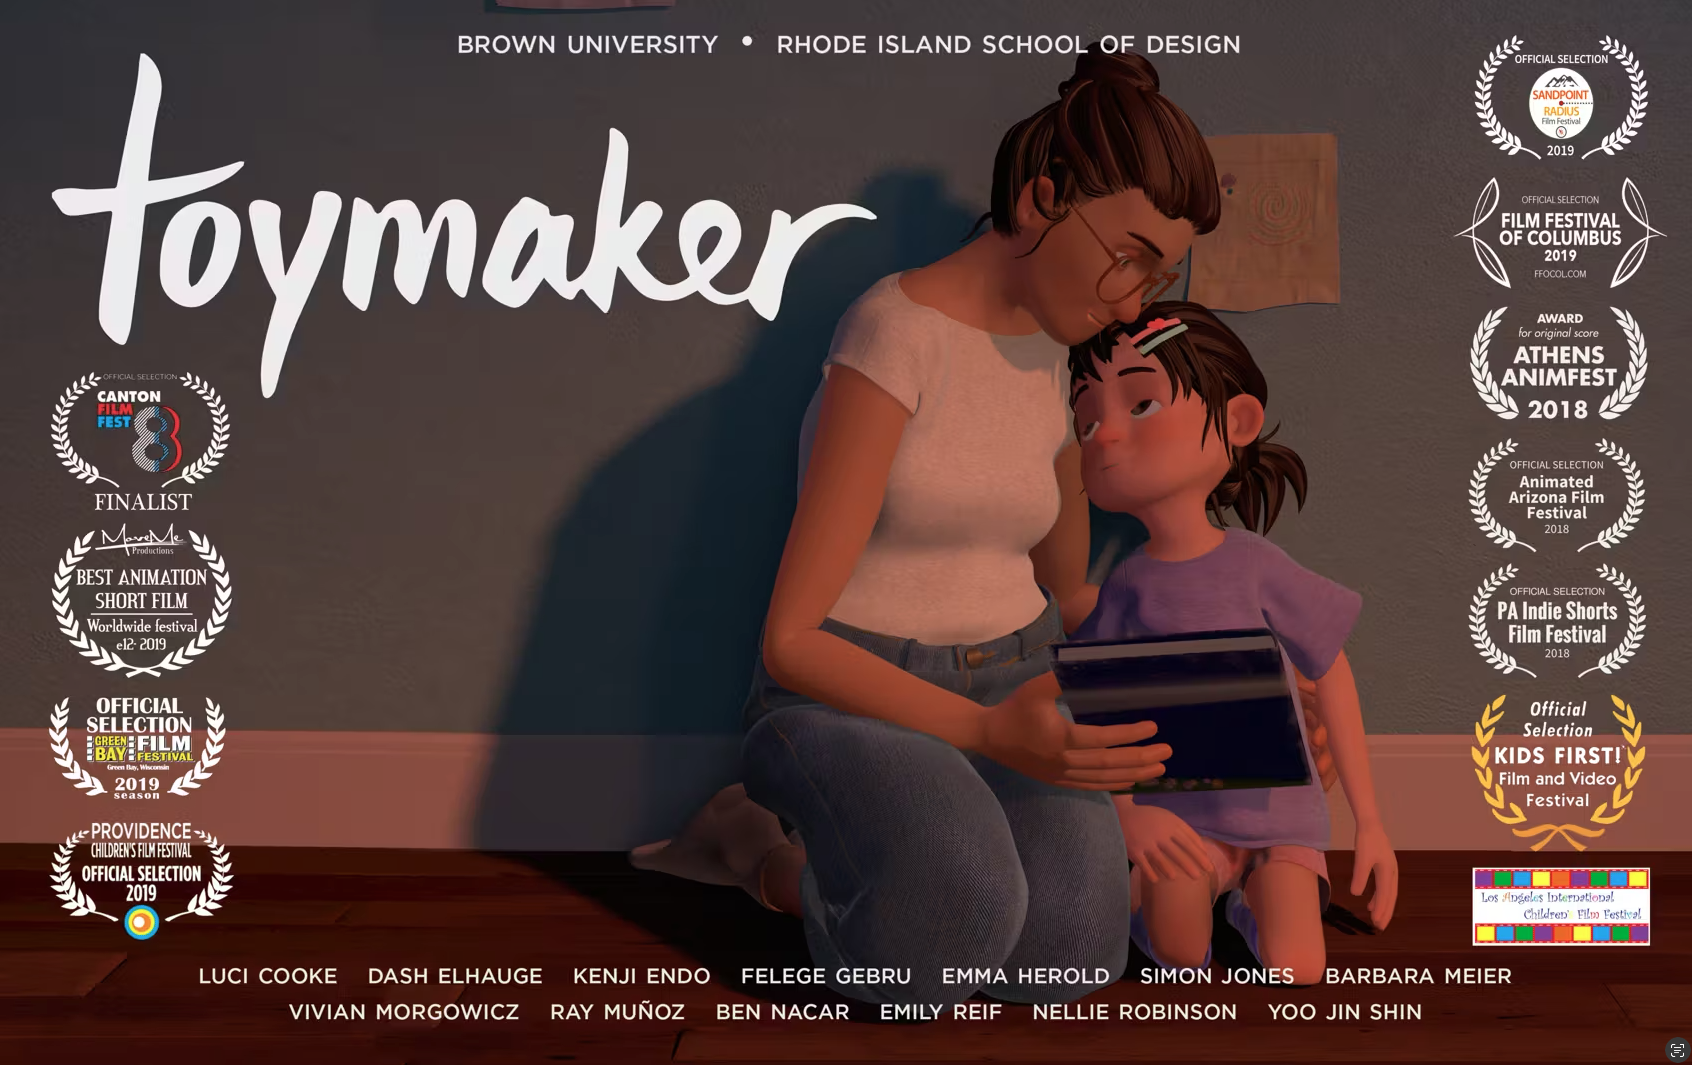 BROWN UNIVERSITY • RHODE ISLAND SCHOOL OF DESIGN
toymaker
OFFICIAL SELECTION
CANTON
FILM
FEST
8
FINALIST
MoveMe
Productions
BEST ANIMATION
SHORT FILM
Worldwide festival
e12- 2019
OFFICIAL
SELECTION
GREEN BAY FILM
FESTIVAL
Green Bay, Wisconsin
2019
season
PROVIDENCE
CHILDREN'S FILM FESTIVAL
OFFICIAL SELECTION
2019
OFFICIAL SELECTION
SANDPOINT
RADIUS
Film Festival
2019
OFFICIAL SELECTION
FILM FESTIVAL
OF COLUMBUS
2019
FFOCOL.COM
AWARD
for original score
ATHENS
ANIMFEST
2018
OFFICIAL SELECTION
Animated
Arizona Film
Festival
2018
OFFICIAL SELECTION
PA Indie Shorts
Film Festival
2018
Official
Selection
KIDS FIRST!
Film and Video
Festival
Los Angeles International
Children's Film Festival
LUCI COOKE DASH ELHAUGE KENJI ENDO FELEGE GEBRU EMMA HEROLD SIMON JONES BARBARA MEIER
VIVIAN MORGOWICZ RAY MUÑOZ BEN NACAR EMILY REIF NELLIE ROBINSON YOO JIN SHIN